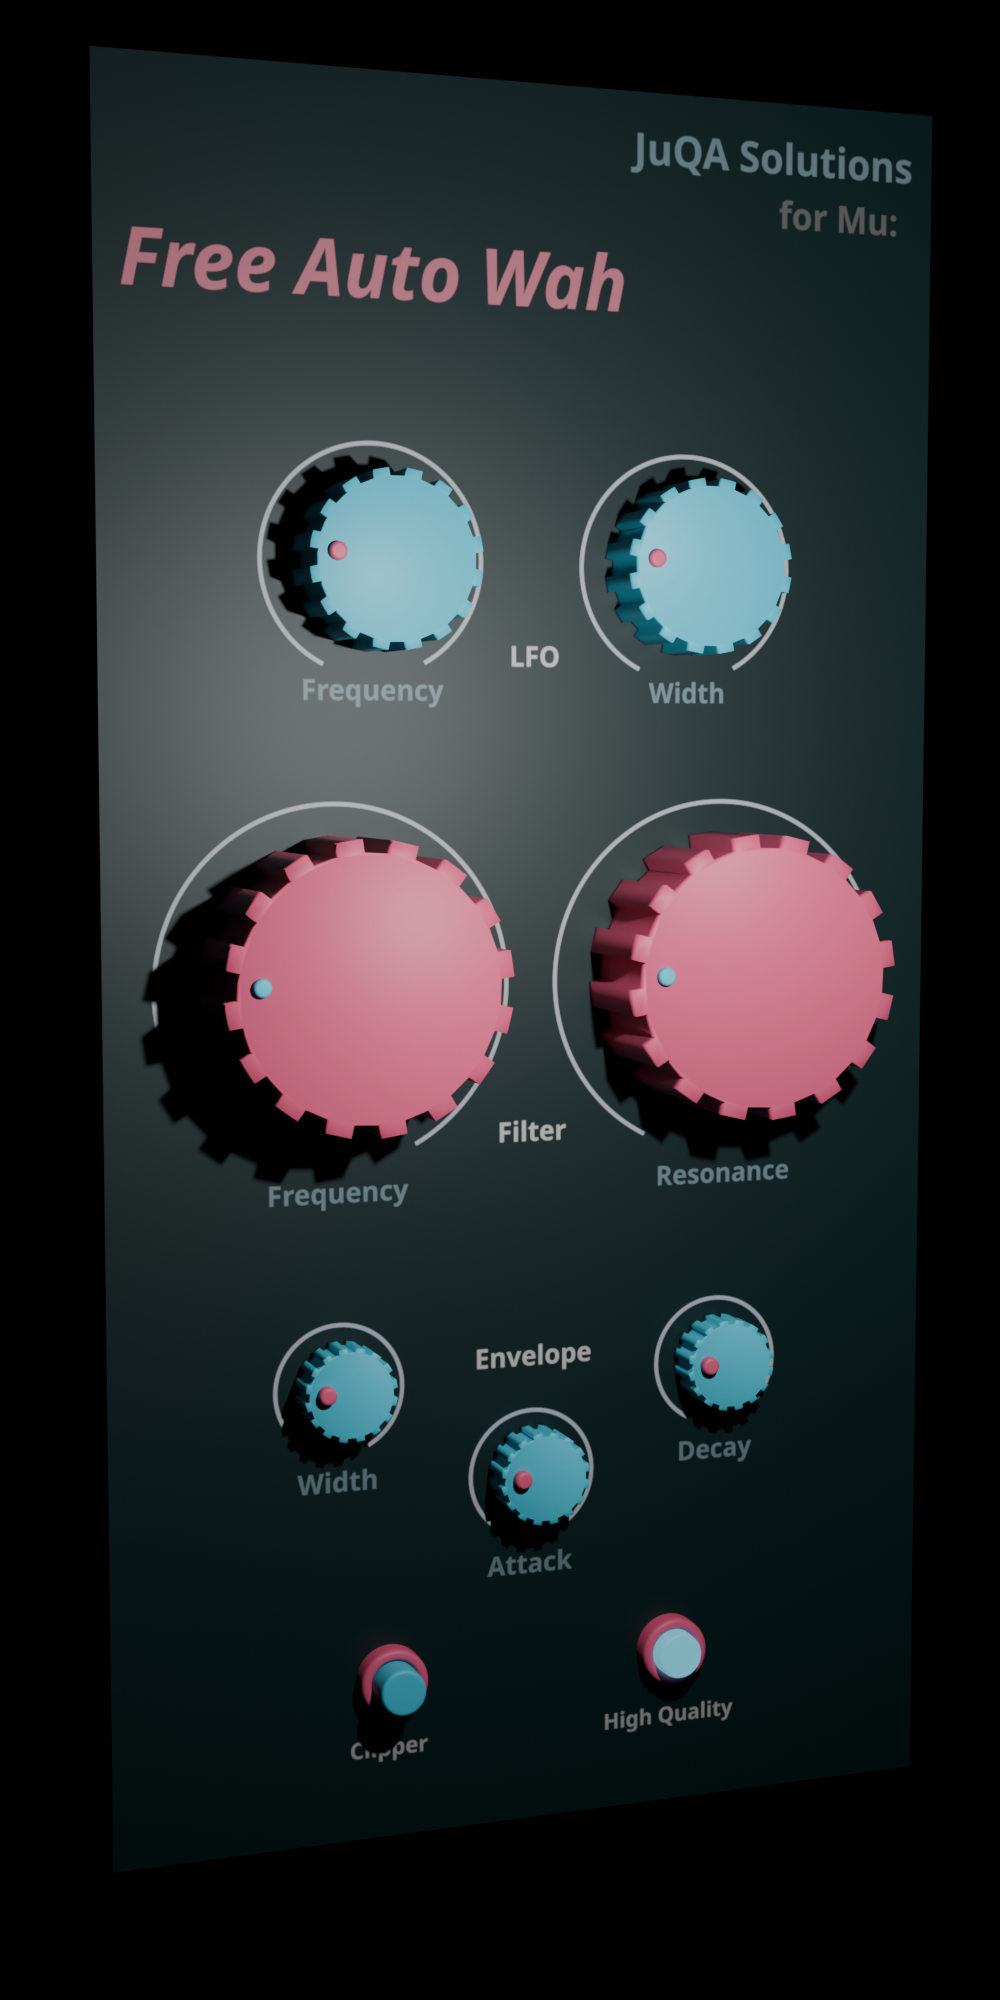 JuQA Solutions
for Mu:
Free Auto Wah
LFO
Frequency
Width
Filter
Frequency
Resonance
Envelope
Width
Decay
Attack
High Quality
Clipper